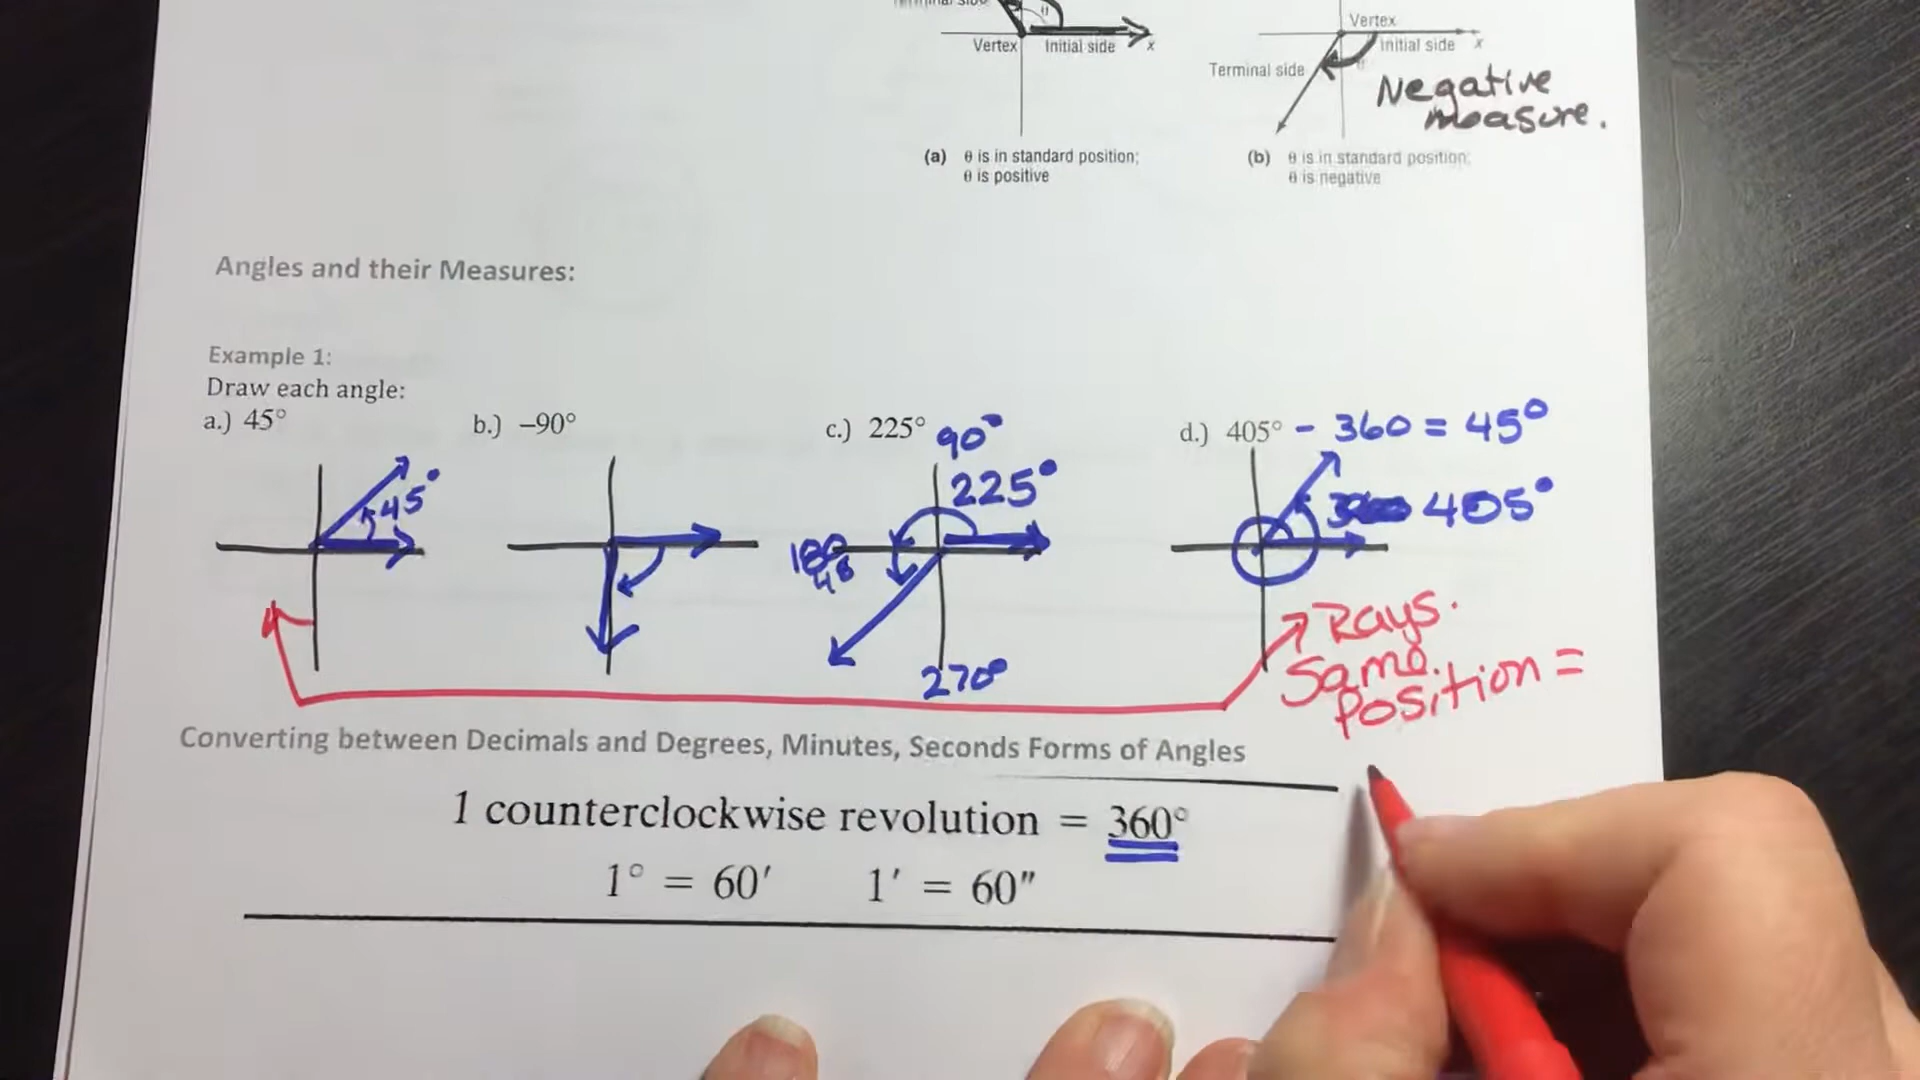 θ
Vertex
Initial side
x
Vertex
Initial side
x
Terminal side
Negative
measure.
(a) θ is in standard position;
θ is positive
(b) θ is in standard position;
θ is negative
Angles and their Measures:
Example 1:
Draw each angle:
a.) 45°
b.) –90°
c.) 225°
90°
d.) 405° - 360 = 45°
45°
225°
405°
180
45
270°
Rays.
Same.
Position =
Converting between Decimals and Degrees, Minutes, Seconds Forms of Angles
1 counterclockwise revolution = 360°
1° = 60′ 1′ = 60″